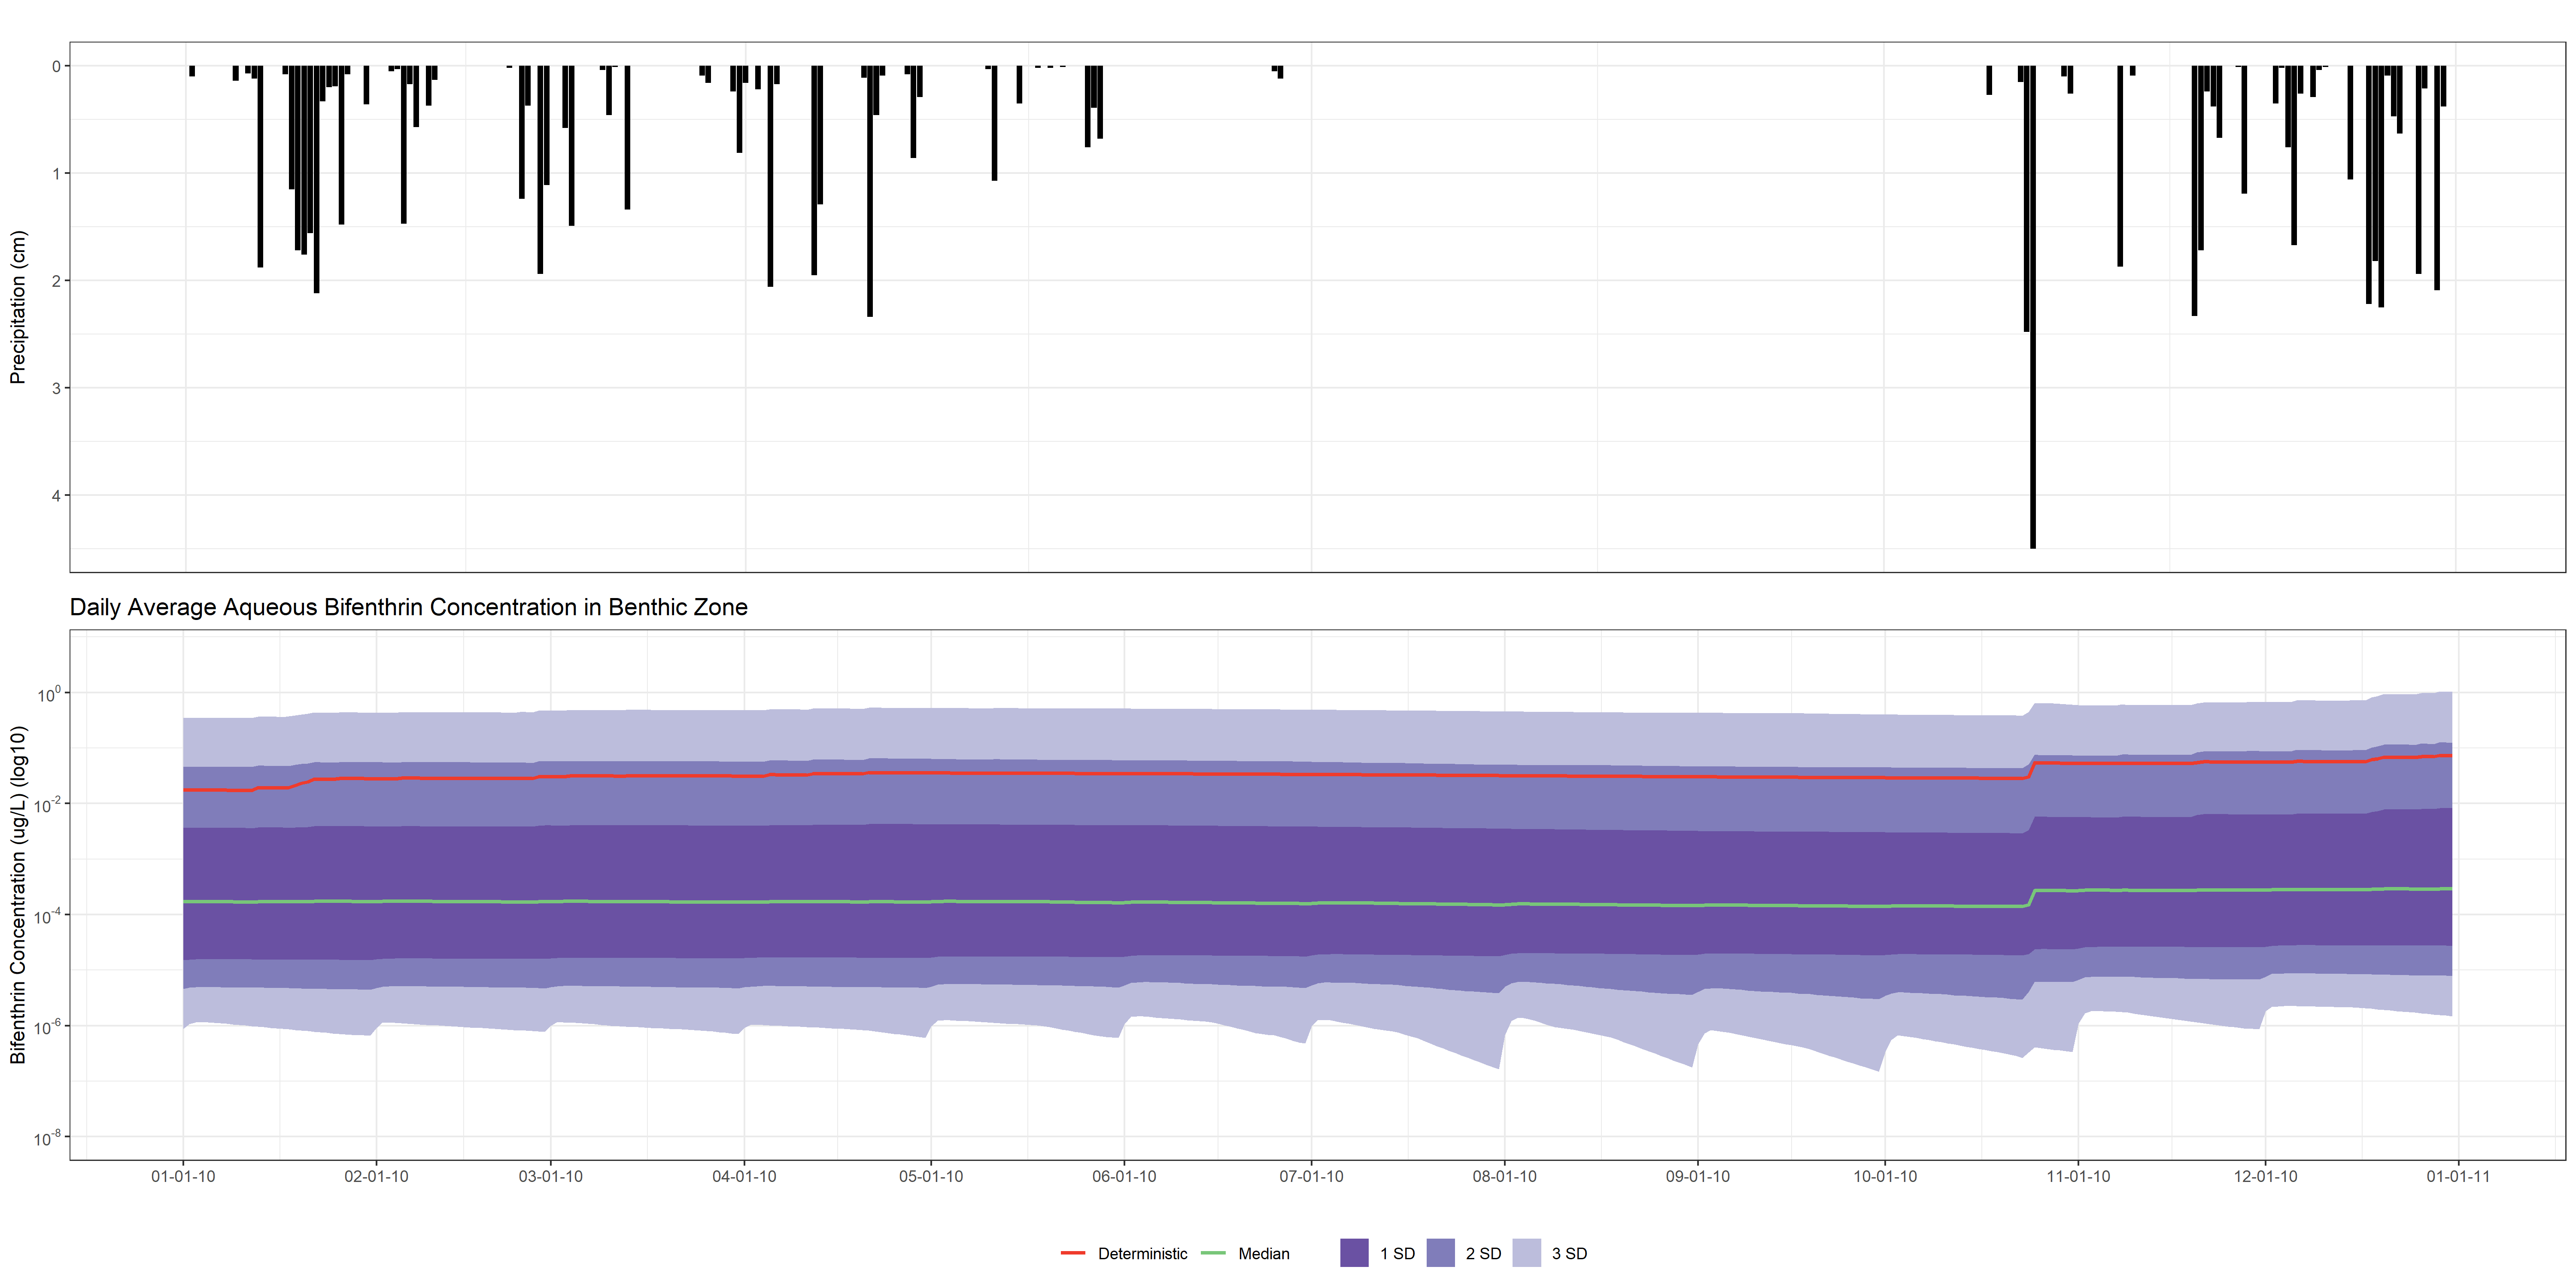 0
1
2
3
4
Precipitation (cm)
Daily Average Aqueous Bifenthrin Concentration in Benthic Zone
10^0
10^-2
10^-4
10^-6
10^-8
Bifenthrin Concentration (ug/L) (log10)
01-01-10 02-01-10 03-01-10 04-01-10 05-01-10 06-01-10 07-01-10 08-01-10 09-01-10 10-01-10 11-01-10 12-01-10 01-01-11
Deterministic Median 1 SD 2 SD 3 SD